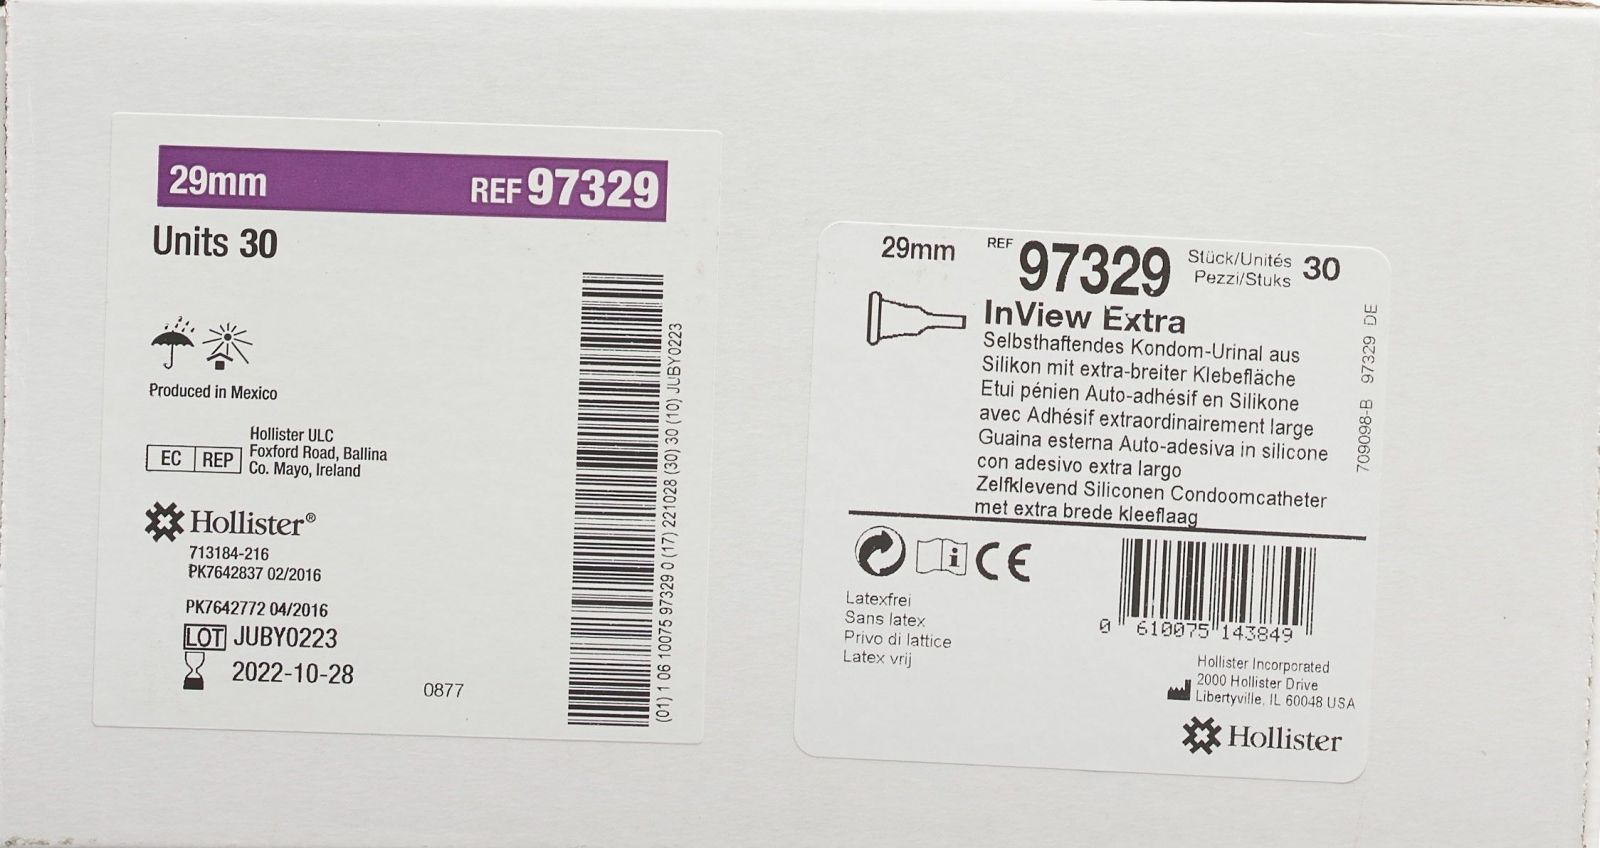 29mm REF 97329
Units 30
Produced in Mexico
EC REP
Hollister ULC
Foxford Road, Ballina
Co. Mayo, Ireland
Hollister®
713184-216
PK7642837 02/2016
PK7642772 04/2016
LOT JUBY0223
2022-10-28
0877
(01) 1 06 10075 97329 0 (17) 221028 (30) 30 (10) JUBY0223
29mm REF 97329 Stück/Unités 30
Pezzi/Stuks
InView Extra
Selbsthaftendes Kondom-Urinal aus
Silikon mit extra-breiter Klebefläche
Etui pénien Auto-adhésif en Silikone
avec Adhésif extraordinairement large
Guaina esterna Auto-adesiva in silicone
con adesivo extra largo
Zelfklevend Siliconen Condoomcatheter
met extra brede kleeflaag
709098-B 97329 DE
CE
Latexfrei
Sans latex
Privo di lattice
Latex vrij
0 610075 143849
Hollister Incorporated
2000 Hollister Drive
Libertyville, IL 60048 USA
Hollister